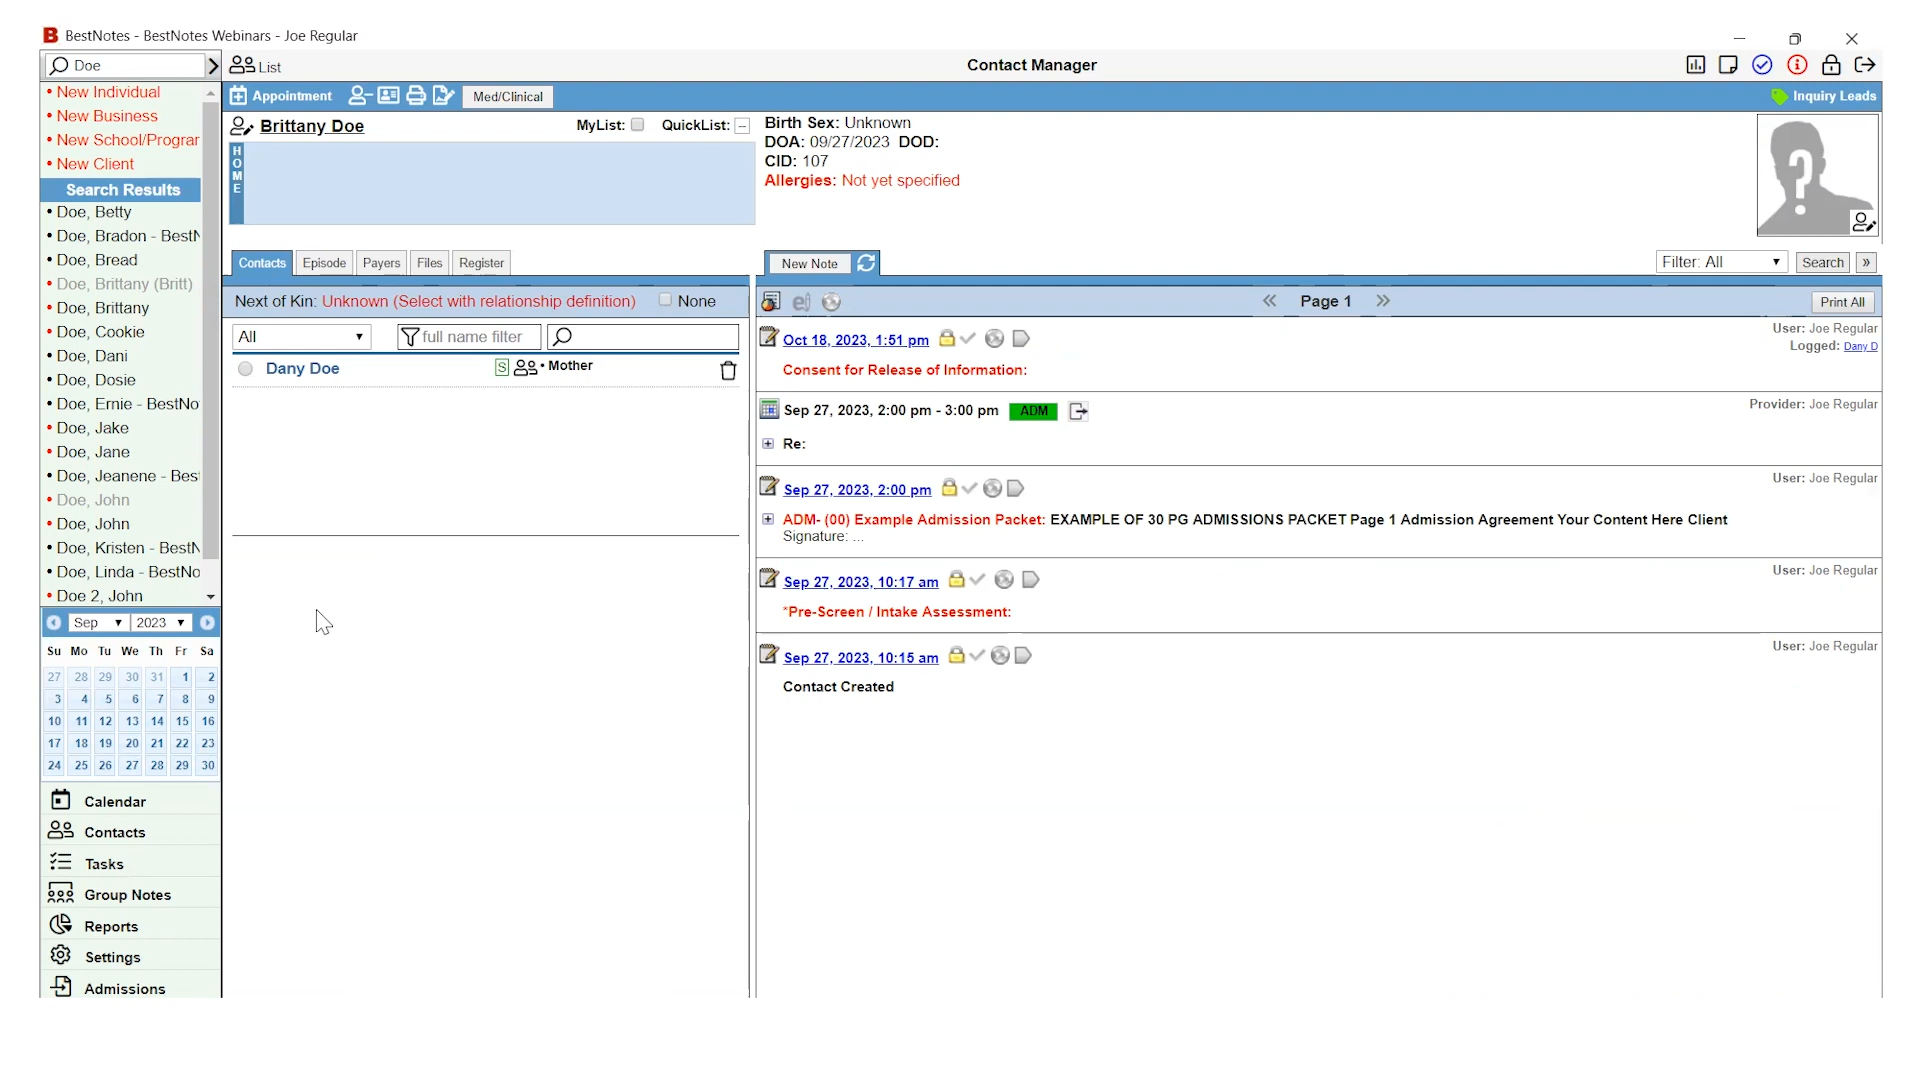 BestNotes - BestNotes Webinars - Joe Regular
Doe
List
Contact Manager
• New Individual
• New Business
• New School/Prograr
• New Client
Search Results
• Doe, Betty
• Doe, Bradon - BestN
• Doe, Bread
• Doe, Brittany (Britt)
• Doe, Brittany
• Doe, Cookie
• Doe, Dani
• Doe, Dosie
• Doe, Ernie - BestNo
• Doe, Jake
• Doe, Jane
• Doe, Jeanene - Best
• Doe, John
• Doe, John
• Doe, Kristen - BestN
• Doe, Linda - BestNo
• Doe 2, John
Sep 2023
Su Mo Tu We Th Fr Sa
27 28 29 30 31 1 2
3 4 5 6 7 8 9
10 11 12 13 14 15 16
17 18 19 20 21 22 23
24 25 26 27 28 29 30
Calendar
Contacts
Tasks
Group Notes
Reports
Settings
Admissions
Appointment
Med/Clinical
Inquiry Leads
Brittany Doe
MyList: QuickList:
HOME
Birth Sex: Unknown
DOA: 09/27/2023 DOD:
CID: 107
Allergies: Not yet specified
Contacts Episode Payers Files Register
Next of Kin: Unknown (Select with relationship definition) None
All full name filter
Dany Doe S • Mother
New Note
Filter: All Search »
ej Page 1 Print All
Oct 18, 2023, 1:51 pm
User: Joe Regular
Logged: Dany D
Consent for Release of Information:
Sep 27, 2023, 2:00 pm - 3:00 pm ADM
Provider: Joe Regular
Re:
Sep 27, 2023, 2:00 pm
User: Joe Regular
ADM- (00) Example Admission Packet: EXAMPLE OF 30 PG ADMISSIONS PACKET Page 1 Admission Agreement Your Content Here Client
Signature: ...
Sep 27, 2023, 10:17 am
User: Joe Regular
*Pre-Screen / Intake Assessment:
Sep 27, 2023, 10:15 am
User: Joe Regular
Contact Created